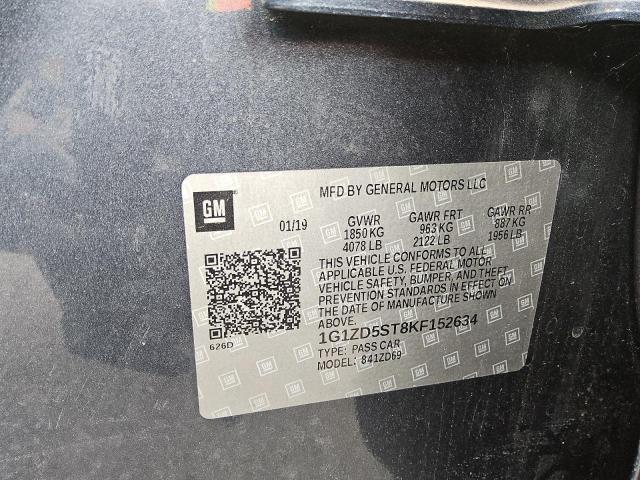 GM
MFD BY GENERAL MOTORS LLC
01/19
GVWR GAWR FRT GAWR RR
1850 KG 963 KG 887 KG
4078 LB 2122 LB 1956 LB
THIS VEHICLE CONFORMS TO ALL
APPLICABLE U.S. FEDERAL MOTOR
VEHICLE SAFETY, BUMPER, AND THEFT
PREVENTION STANDARDS IN EFFECT ON
THE DATE OF MANUFACTURE SHOWN
ABOVE.
626D
1G1ZD5ST8KF152634
TYPE: PASS CAR
MODEL: 841ZD69